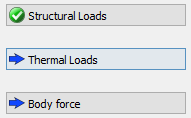 Structural Loads
Thermal Loads
Body force